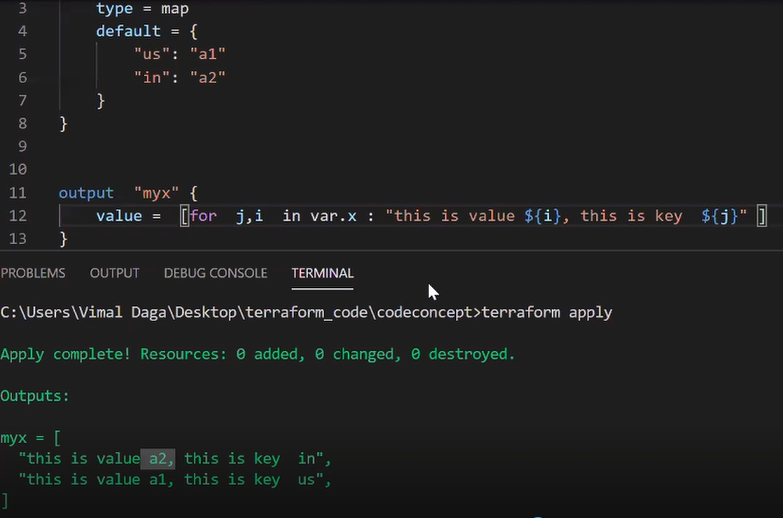 3 type = map
4 default = {
5 "us": "a1"
6 "in": "a2"
7 }
8 }
9
10
11 output "myx" {
12 value = [for j,i in var.x : "this is value ${i}, this is key ${j}" ]
13 }
PROBLEMS OUTPUT DEBUG CONSOLE TERMINAL
C:\Users\Vimal Daga\Desktop\terraform_code\codeconcept>terraform apply
Apply complete! Resources: 0 added, 0 changed, 0 destroyed.
Outputs:
myx = [
"this is value a2, this is key in",
"this is value a1, this is key us",
]